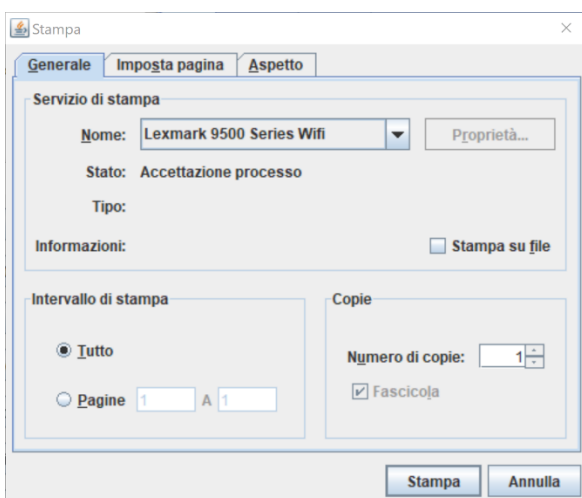 Stampa
Generale Imposta pagina Aspetto
Servizio di stampa
Nome: Lexmark 9500 Series Wifi Proprietà...
Stato: Accettazione processo
Tipo:
Informazioni: Stampa su file
Intervallo di stampa Copie
Tutto
Numero di copie: 1
Pagine 1 A 1
Fascicola
Stampa Annulla